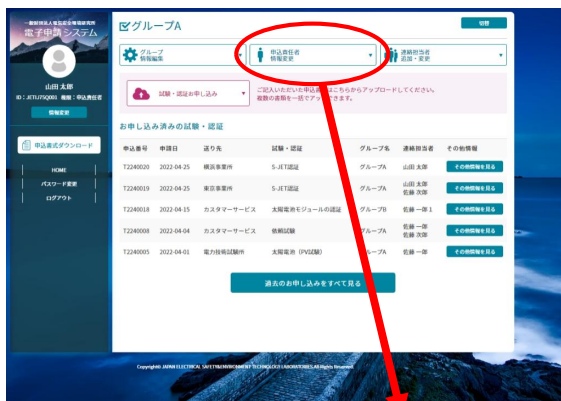 一般財団法人電気安全環境研究所
電子申請システム
山田 太郎
ID：JETU75Q001 権限：申込責任者
情報変更
申込書式ダウンロード
HOME
パスワード変更
ログアウト
グループA
切替
グループ
情報編集
申込責任者
情報変更
連絡担当者
追加・変更
試験・認証お申し込み
ご記入いただいた申込書はこちらからアップロードしてください。
複数の書類を一括でアップできます。
お申し込み済みの試験・認証
申込番号 申請日 送り先 試験・認証 グループ名 連絡担当者 その他情報
T2240020 2022-04-25 横浜事業所 S-JET認証 グループA 山田 太郎 その他情報を見る
T2240019 2022-04-25 東京事業所 S-JET認証 グループA 山田 太郎 佐藤 次郎 その他情報を見る
T2240018 2022-04-15 カスタマーサービス 太陽電池モジュールの認証 グループB 佐藤 一郎 1 その他情報を見る
T2240008 2022-04-04 カスタマーサービス 依頼試験 グループA 佐藤 一郎 佐藤 次郎 その他情報を見る
T2240005 2022-04-01 電力技術試験所 太陽電池（PV試験） グループA 佐藤 一郎 その他情報を見る
過去のお申し込みをすべて見る
Copyright© JAPAN ELECTRICAL SAFETY&ENVIRONMENT TECHNOLOGY LABORATORIES.All Rights Reserved.